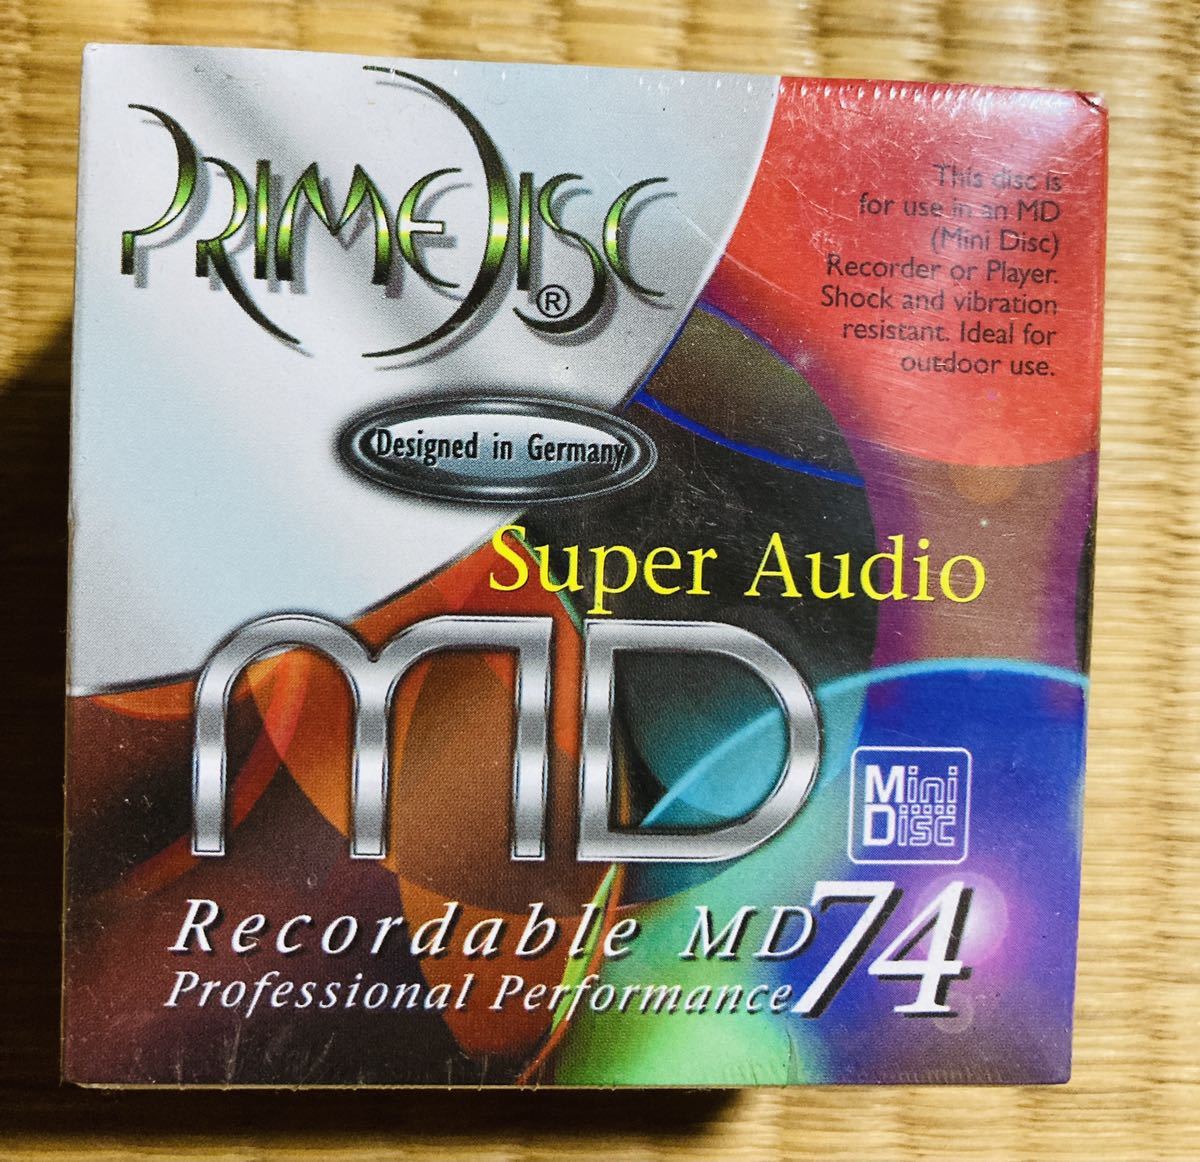 PRIMEDISC®
This disc is
for use in an MD
(Mini Disc)
Recorder or Player.
Shock and vibration
resistant. Ideal for
outdoor use.
Designed in Germany
Super Audio
MD
Mini
Disc
Recordable MD 74
Professional Performance